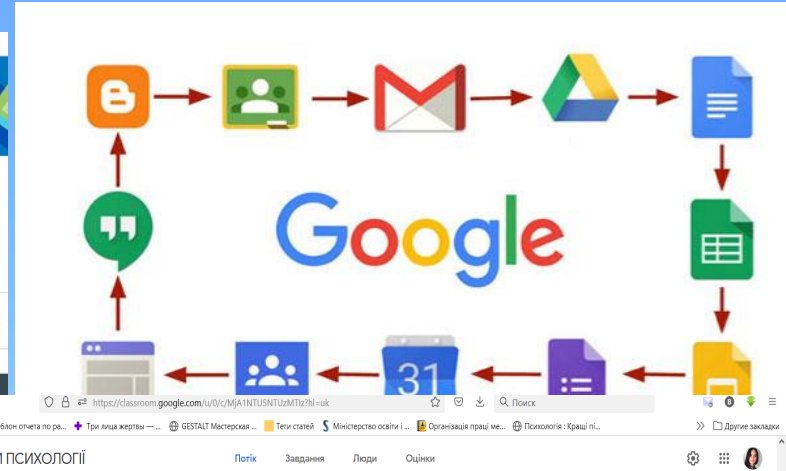 Google
31
https://classroom.google.com/u/0/c/MjA1NTU5NTUzMTIz?hl=uk
Поиск
блон отчета по ра...
Три лица жертвы — ...
GESTALT Мастерская ...
Теги статей
Міністерство освіти і ...
Організація праці ме...
Психологія : Кращі пі...
Другие закладки
И ПСИХОЛОГІЇ
Потік
Завдання
Люди
Оцінки